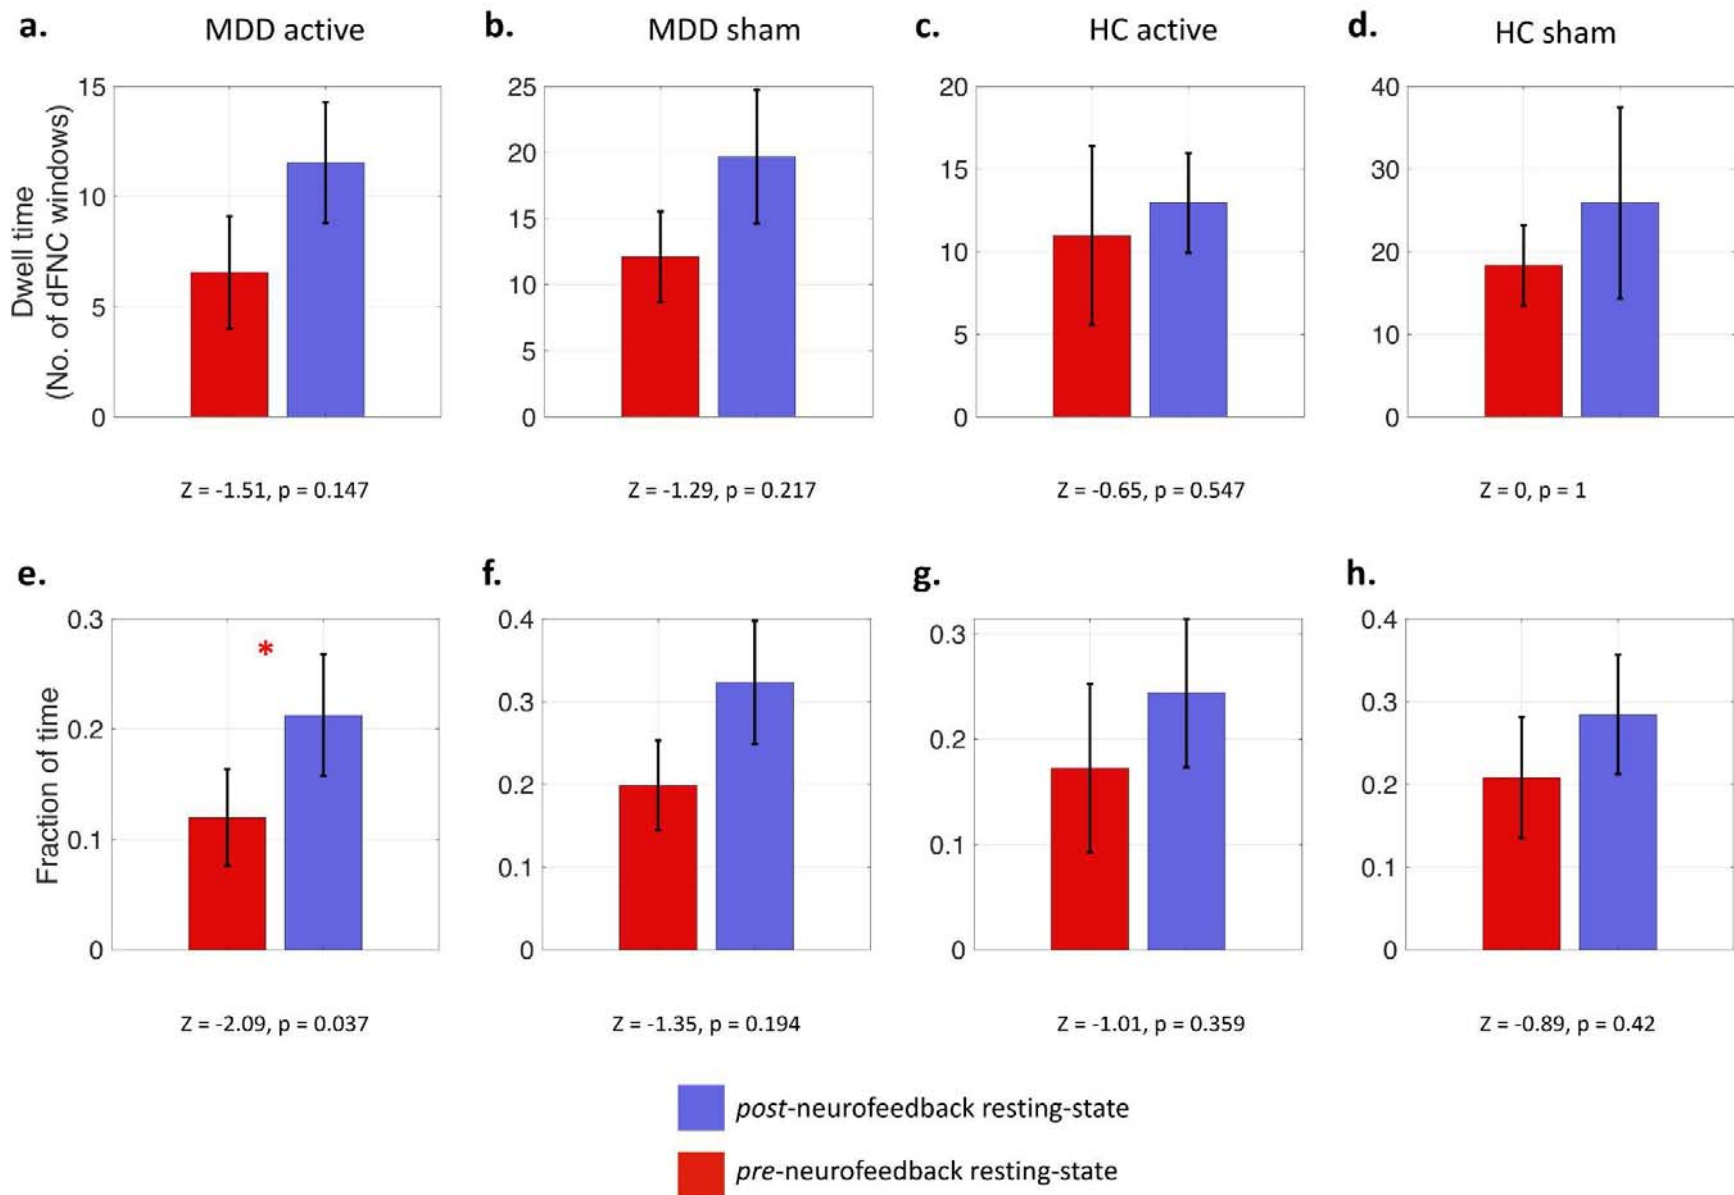 a. MDD active
b. MDD sham
c. HC active
d. HC sham
Dwell time
(No. of dFNC windows)
15
10
5
0
25
20
15
10
5
0
20
15
10
5
0
40
30
20
10
0
Z = -1.51, p = 0.147
Z = -1.29, p = 0.217
Z = -0.65, p = 0.547
Z = 0, p = 1
e.
f.
g.
h.
Fraction of time
0.3
0.2
0.1
0
*
0.4
0.3
0.2
0.1
0
0.3
0.2
0.1
0
0.4
0.3
0.2
0.1
0
Z = -2.09, p = 0.037
Z = -1.35, p = 0.194
Z = -1.01, p = 0.359
Z = -0.89, p = 0.42
post-neurofeedback resting-state
pre-neurofeedback resting-state